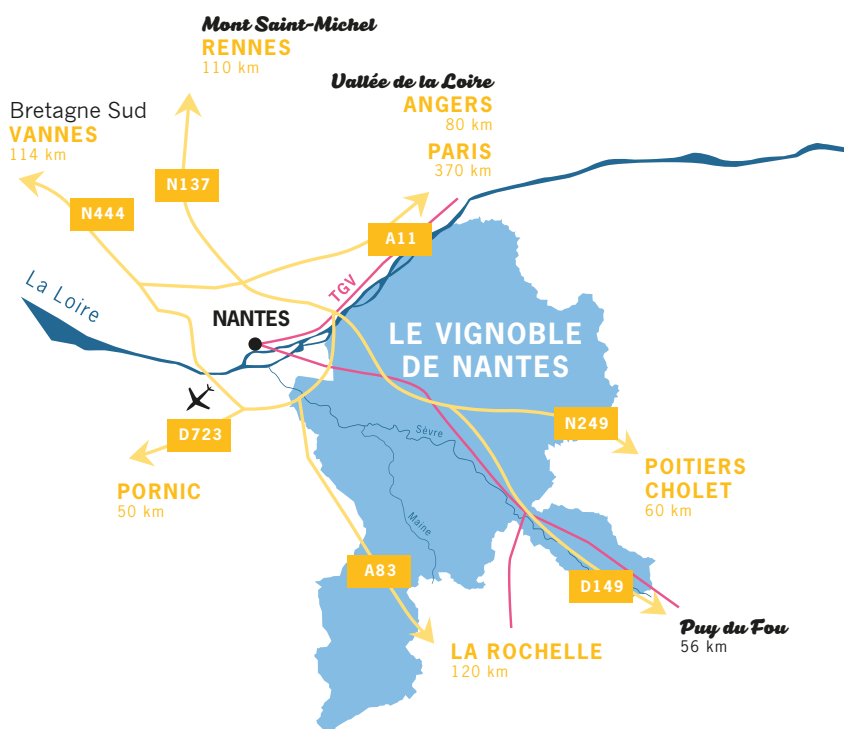 Mont Saint-Michel
RENNES
110 km
Vallée de la Loire
ANGERS
80 km
PARIS
370 km
Bretagne Sud
VANNES
114 km
N137
N444
A11
TGV
La Loire
NANTES
LE VIGNOBLE
DE NANTES
D723
PORNIC
50 km
Sèvre
N249
POITIERS
CHOLET
60 km
Maine
A83
D149
LA ROCHELLE
120 km
Puy du Fou
56 km